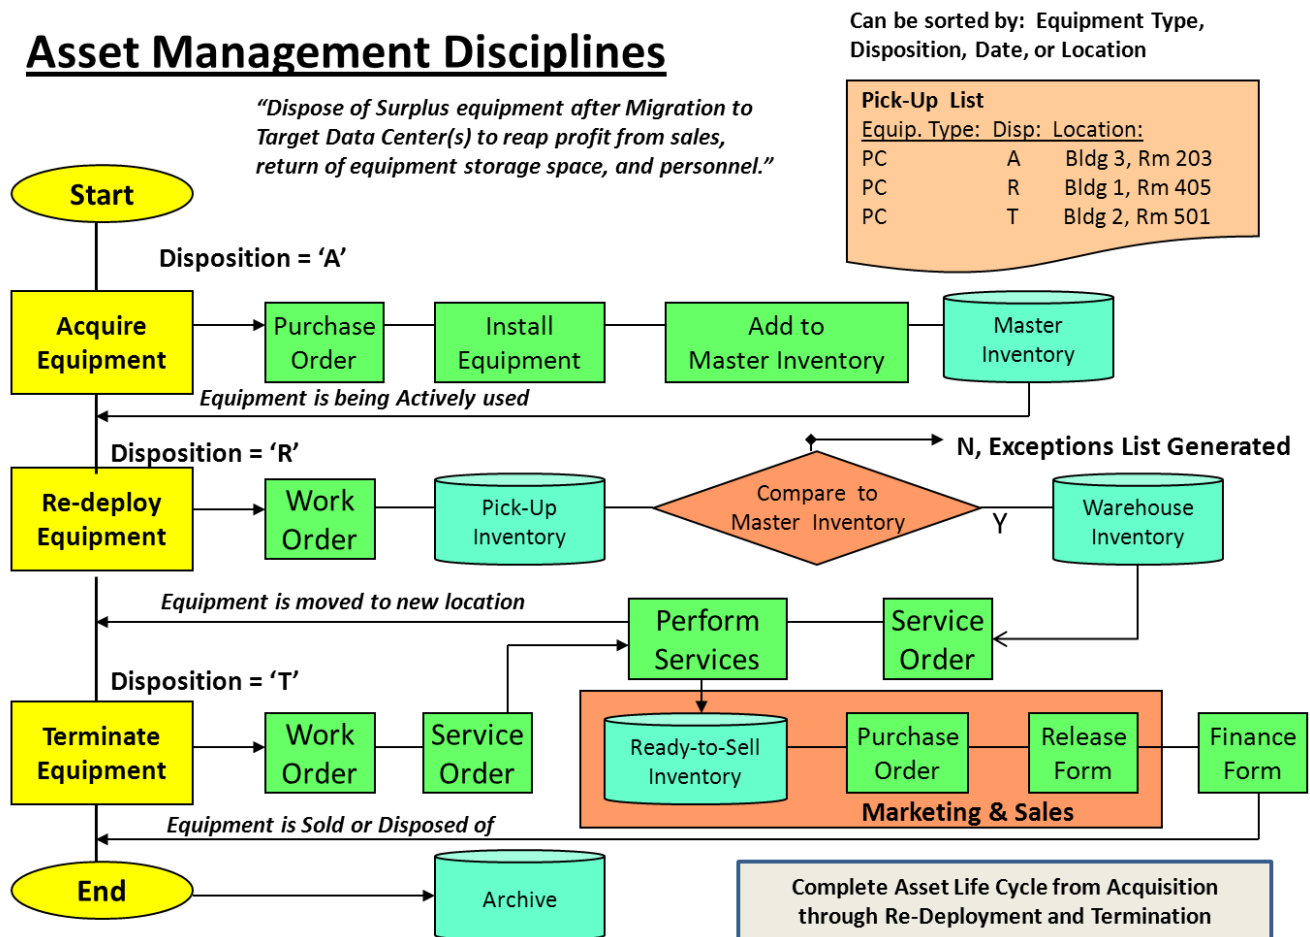 Asset Management Disciplines
Can be sorted by:  Equipment Type,
Disposition, Date, or Location
“Dispose of Surplus equipment after Migration to
Target Data Center(s) to reap profit from sales,
return of equipment storage space, and personnel.”
Pick-Up  List
Equip. Type:  Disp:  Location:
PC  A  Bldg 3, Rm 203
PC  R  Bldg 1, Rm 405
PC  T  Bldg 2, Rm 501
Start
Disposition = ‘A’
Acquire
Equipment
Purchase
Order
Install
Equipment
Add to
Master Inventory
Master
Inventory
Equipment is being Actively used
Disposition = ‘R’
N, Exceptions List Generated
Re-deploy
Equipment
Work
Order
Pick-Up
Inventory
Compare  to
Master  Inventory
Y
Warehouse
Inventory
Equipment is moved to new location
Perform
Services
Service
Order
Disposition = ‘T’
Terminate
Equipment
Work
Order
Service
Order
Ready-to-Sell
Inventory
Purchase
Order
Release
Form
Finance
Form
Marketing & Sales
Equipment is Sold or Disposed of
End
Archive
Complete Asset Life Cycle from Acquisition
through Re-Deployment and Termination